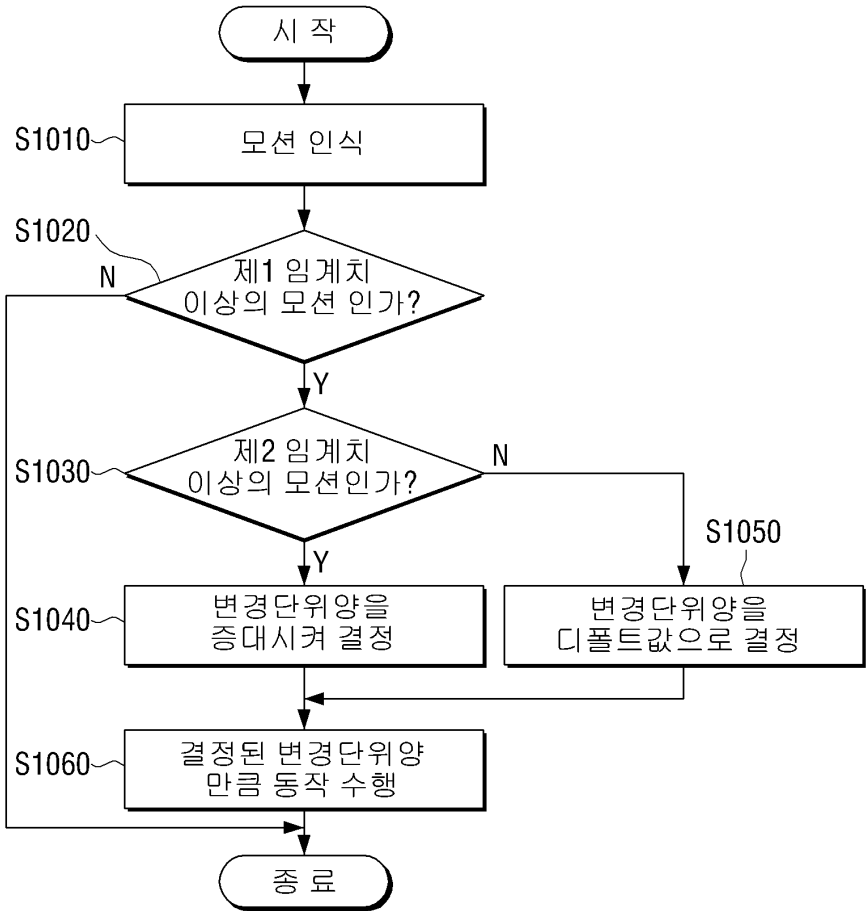 시 작
S1010
모션 인식
S1020
N
제1 임계치
이상의 모션 인가?
Y
S1030
제2 임계치
이상의 모션인가?
N
Y
S1050
S1040
변경단위양을
증대시켜 결정
변경단위양을
디폴트값으로 결정
S1060
결정된 변경단위양
만큼 동작 수행
종 료